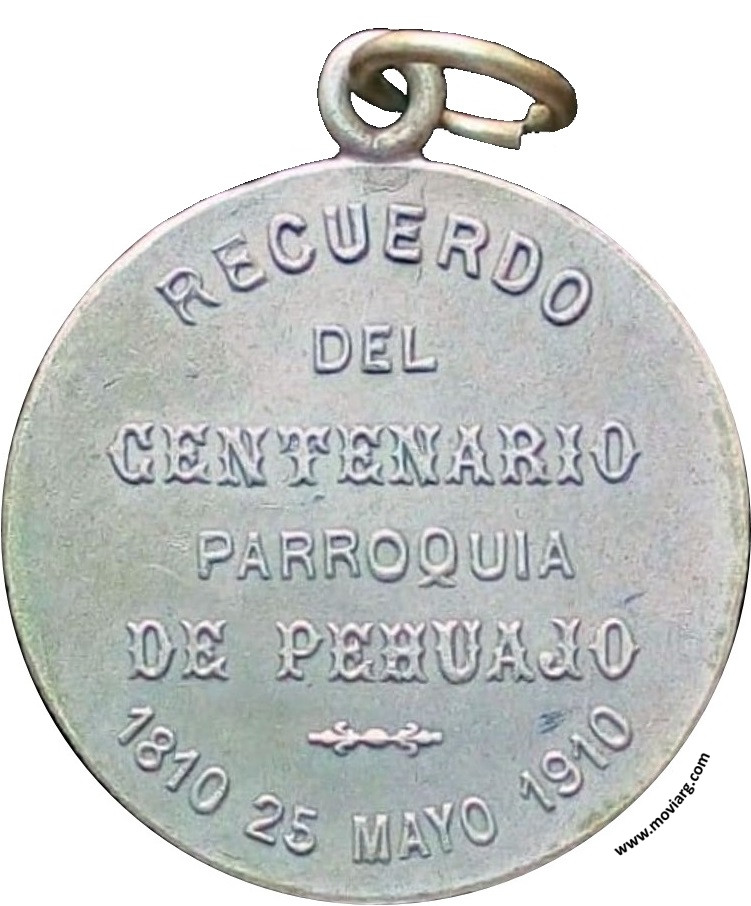 RECUERDO
DEL
CENTENARIO
PARROQUIA
DE PEHUAJO
1810 25 MAYO 1910
www.moviarg.com